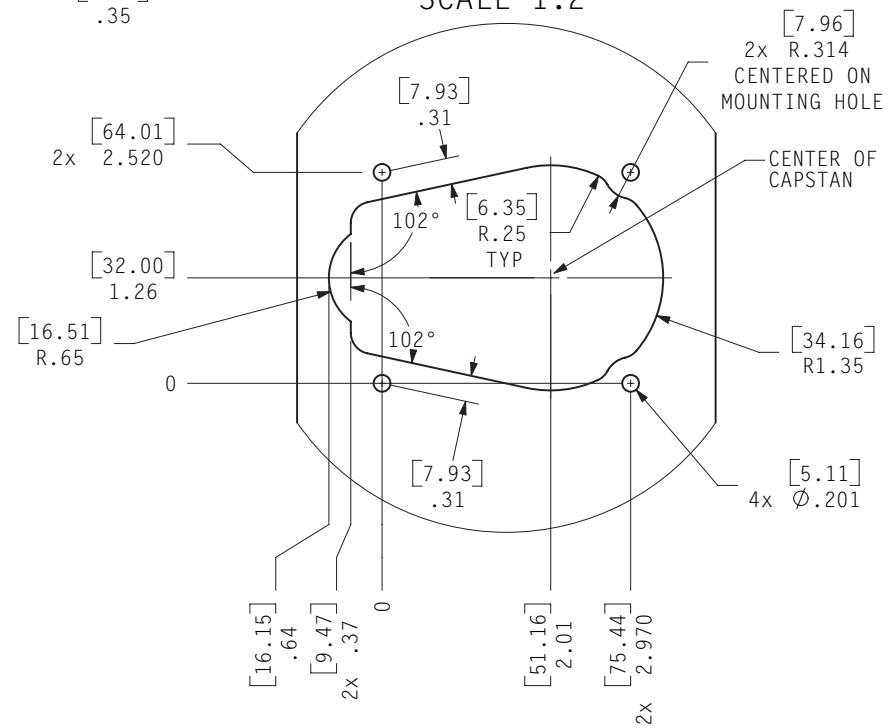 .35
SCALE 1:2
[7.96]
2x R.314
CENTERED ON
MOUNTING HOLE
[7.93]
.31
[64.01]
2x 2.520
CENTER OF
CAPSTAN
[6.35]
R.25
TYP
102°
[32.00]
1.26
[16.51]
R.65
102°
[34.16]
R1.35
0
[7.93]
.31
[5.11]
4x Ø.201
[16.15]
.64
[9.47]
2x .37
0
[51.16]
2.01
[75.44]
2x 2.970